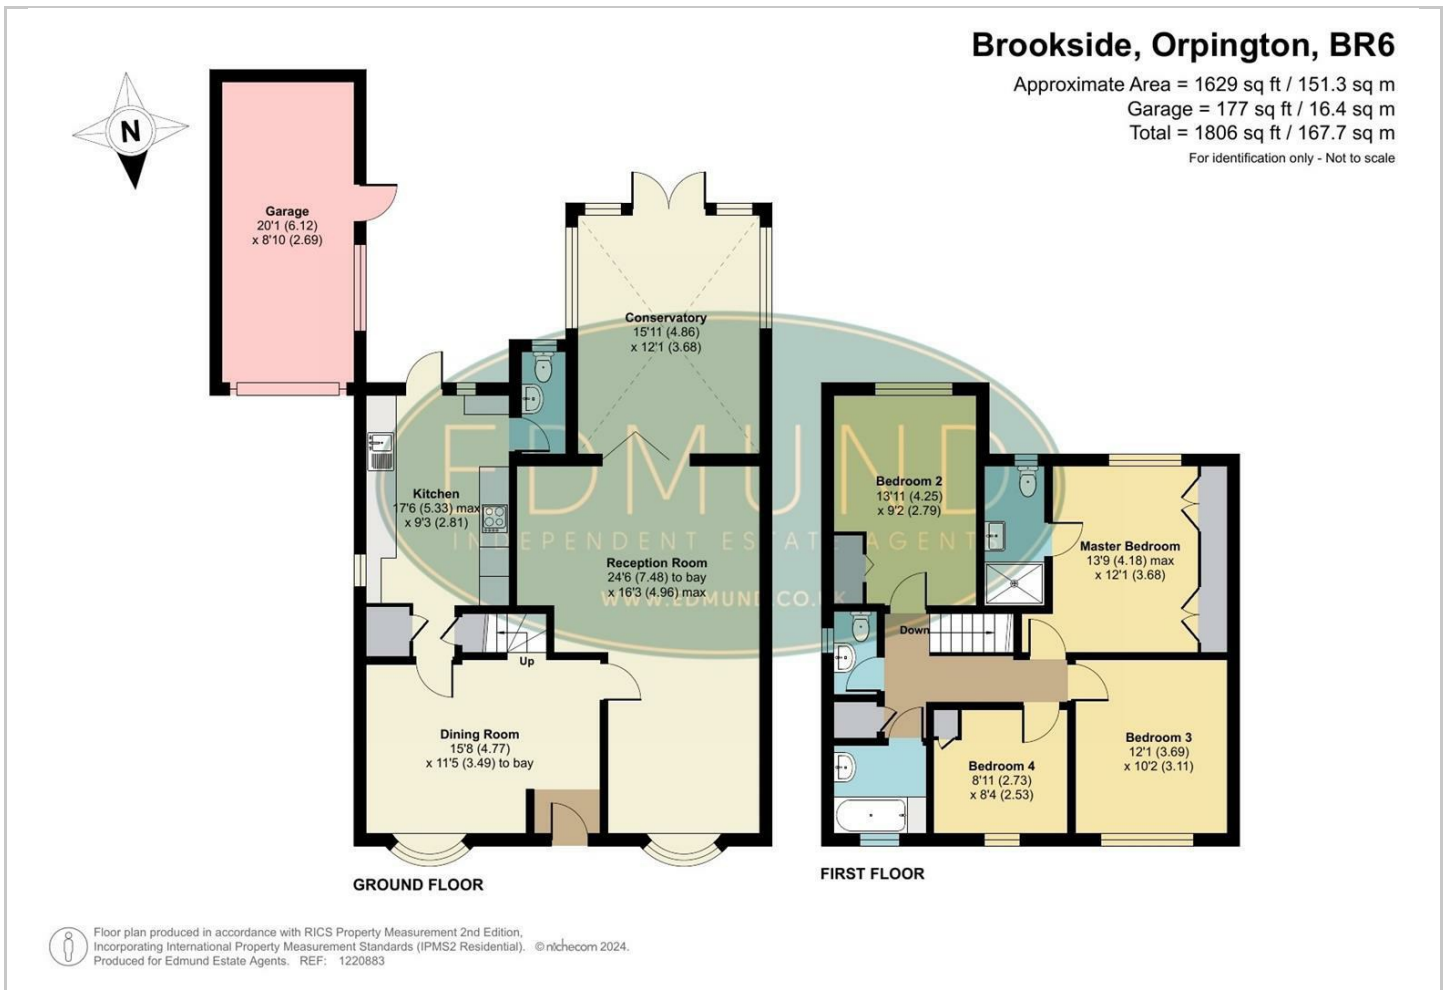 Brookside, Orpington, BR6
Approximate Area = 1629 sq ft / 151.3 sq m
Garage = 177 sq ft / 16.4 sq m
Total = 1806 sq ft / 167.7 sq m
For identification only - Not to scale
N
Garage
20'1 (6.12)
x 8'10 (2.69)
Conservatory
15'11 (4.86)
x 12'1 (3.68)
EDMUND
INDEPENDENT ESTATE AGENTS
WWW.EDMUND.CO.UK
Kitchen
17'6 (5.33) max
x 9'3 (2.81)
Reception Room
24'6 (7.48) to bay
x 16'3 (4.96) max
Up
Dining Room
15'8 (4.77)
x 11'5 (3.49) to bay
GROUND FLOOR
Bedroom 2
13'11 (4.25)
x 9'2 (2.79)
Master Bedroom
13'9 (4.18) max
x 12'1 (3.68)
Down
Bedroom 3
12'1 (3.69)
x 10'2 (3.11)
Bedroom 4
8'11 (2.73)
x 8'4 (2.53)
FIRST FLOOR
Floor plan produced in accordance with RICS Property Measurement 2nd Edition,
Incorporating International Property Measurement Standards (IPMS2 Residential). © nichecom 2024.
Produced for Edmund Estate Agents. REF: 1220883